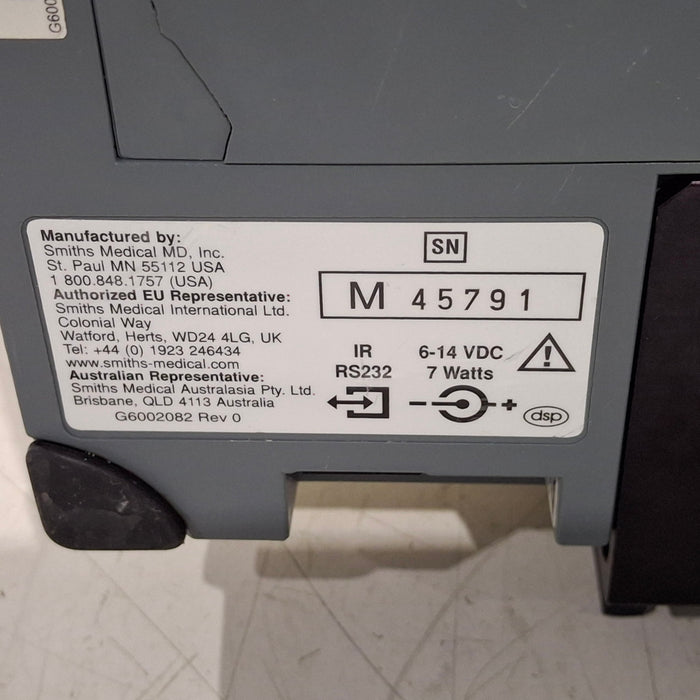 G600
Manufactured by:
Smiths Medical MD, Inc.
St. Paul MN 55112 USA
1 800.848.1757 (USA)
Authorized EU Representative:
Smiths Medical International Ltd.
Colonial Way
Watford, Herts, WD24 4LG, UK
Tel: +44 (0) 1923 246434
www.smiths-medical.com
Australian Representative:
Smiths Medical Australasia Pty. Ltd.
Brisbane, QLD 4113 Australia
G6002082 Rev 0
SN
M 45791
IR
RS232
6-14 VDC
7 Watts
dsp